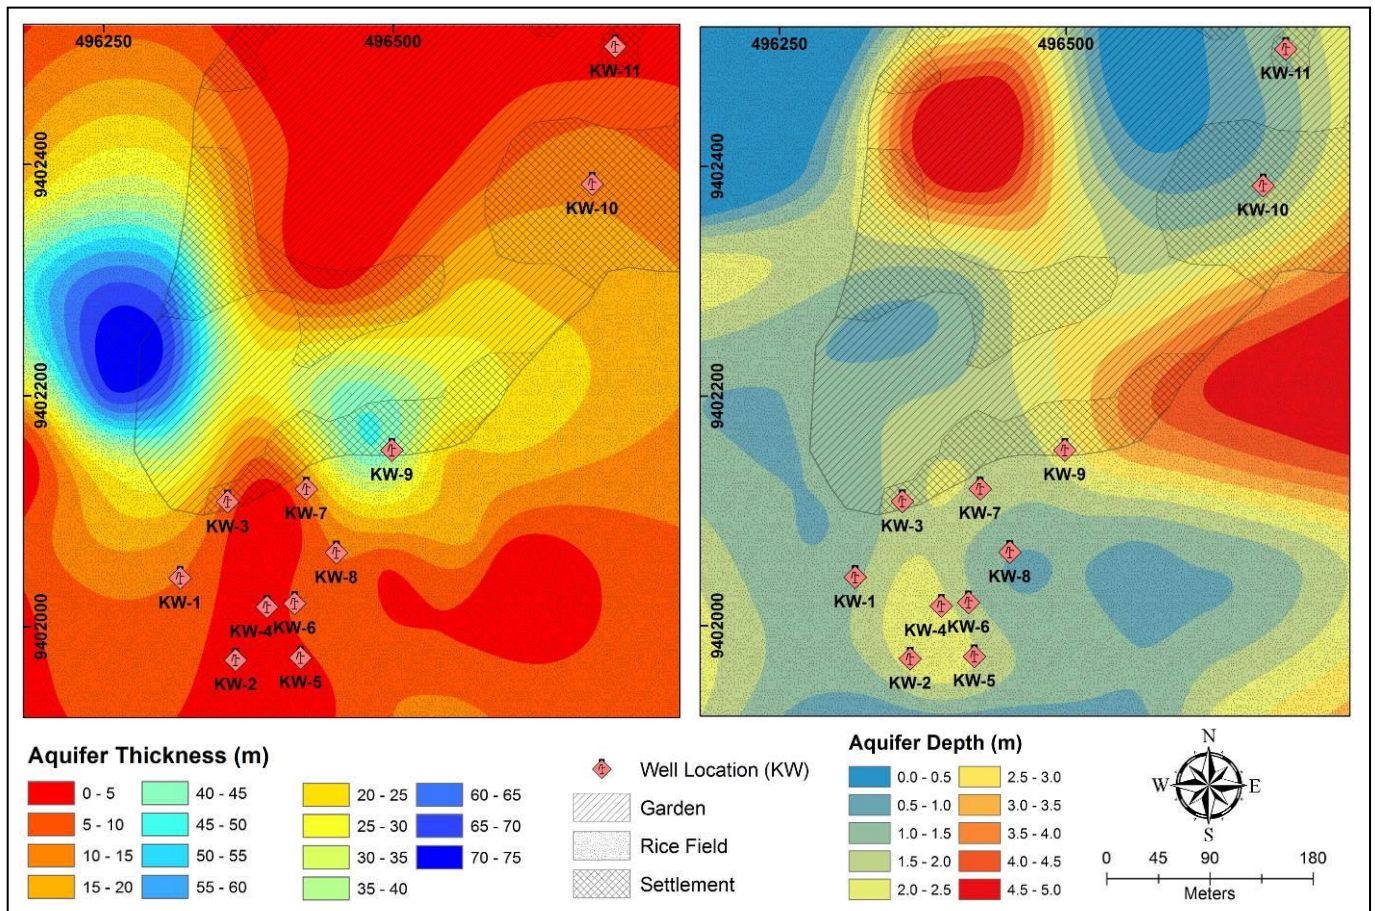 496250
496500
KW-11
9402400
KW-10
9402200
KW-9
KW-3
KW-7
KW-8
KW-1
9402000
KW-4
KW-6
KW-2
KW-5
496250
496500
KW-11
9402400
KW-10
9402200
KW-9
KW-3
KW-7
KW-8
KW-1
9402000
KW-4
KW-6
KW-2
KW-5
Aquifer Thickness (m)
0 - 5
5 - 10
10 - 15
15 - 20
40 - 45
45 - 50
50 - 55
55 - 60
20 - 25
25 - 30
30 - 35
35 - 40
60 - 65
65 - 70
70 - 75
Well Location (KW)
Garden
Rice Field
Settlement
Aquifer Depth (m)
0.0 - 0.5
0.5 - 1.0
1.0 - 1.5
1.5 - 2.0
2.0 - 2.5
2.5 - 3.0
3.0 - 3.5
3.5 - 4.0
4.0 - 4.5
4.5 - 5.0
N
W
E
S
0 45 90 180
Meters